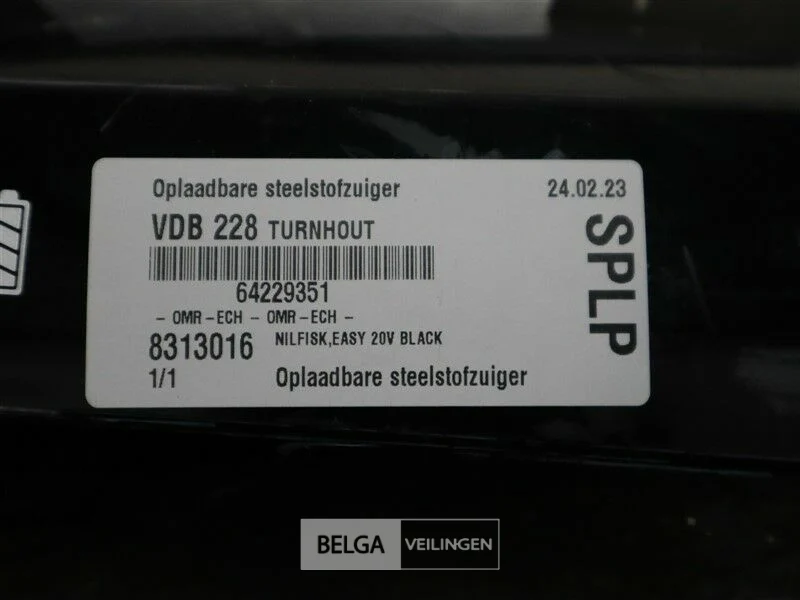 Oplaadbare steelstofzuiger 24.02.23
VDB 228 TURNHOUT
SPLP
64229351
- OMR-ECH - OMR-ECH -
8313016 NILFISK,EASY 20V BLACK
1/1 Oplaadbare steelstofzuiger
BELGA VEILINGEN